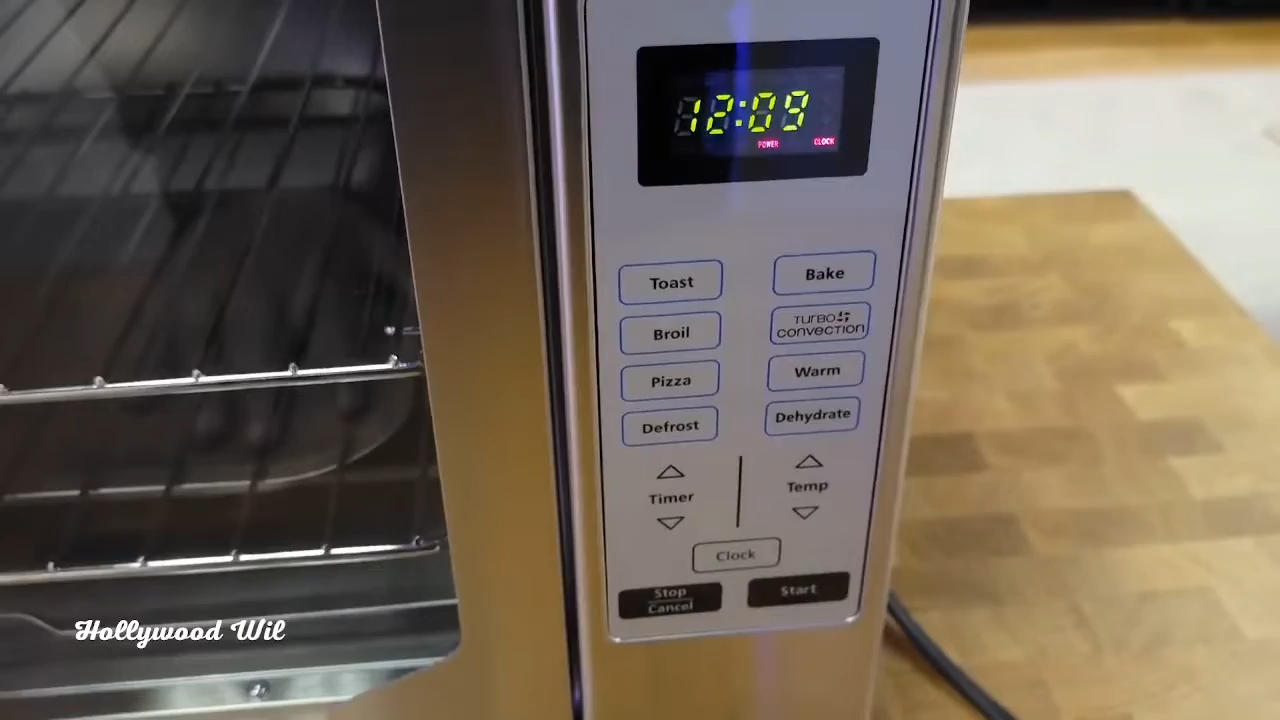 12:09
POWER CLOCK
Toast
Bake
Broil
TURBO
CONVECTION
Pizza
Warm
Defrost
Dehydrate
Timer
Temp
Clock
Stop
Cancel
Start
Hollywood Wil